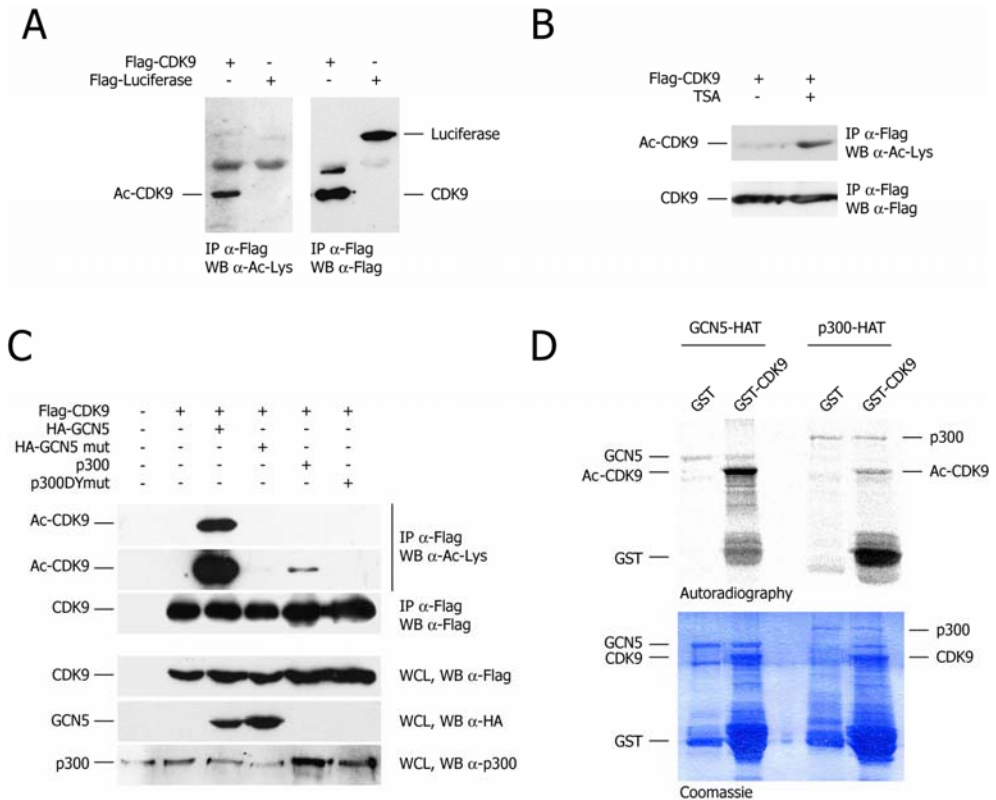 A
Flag-CDK9 + - + -
Flag-Luciferase - + - +
Luciferase
Ac-CDK9
CDK9
IP α-Flag
WB α-Ac-Lys
IP α-Flag
WB α-Flag
B
Flag-CDK9 + +
TSA - +
Ac-CDK9
IP α-Flag
WB α-Ac-Lys
CDK9
IP α-Flag
WB α-Flag
C
Flag-CDK9 - + + + + +
HA-GCN5 - - + - - -
HA-GCN5 mut - - - + - -
p300 - - - - + -
p300DYmut - - - - - +
Ac-CDK9
Ac-CDK9
IP α-Flag
WB α-Ac-Lys
CDK9
IP α-Flag
WB α-Flag
CDK9
WCL, WB α-Flag
GCN5
WCL, WB α-HA
p300
WCL, WB α-p300
D
GCN5-HAT p300-HAT
GST GST-CDK9 GST GST-CDK9
GCN5
p300
Ac-CDK9
Ac-CDK9
GST
Autoradiography
GCN5
p300
CDK9
CDK9
GST
Coomassie